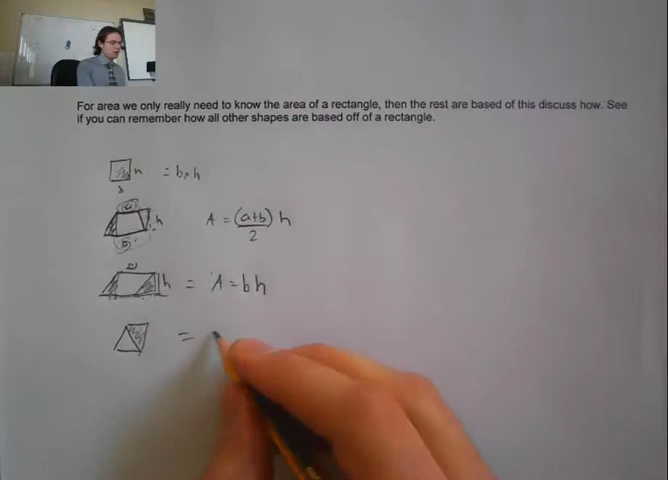 For area we only really need to know the area of a rectangle, then the rest are based of this discuss how. See
if you can remember how all other shapes are based off of a rectangle.
h = b×h
b
a
h A = (a+b)/2 h
b
b
h = A = bh
=